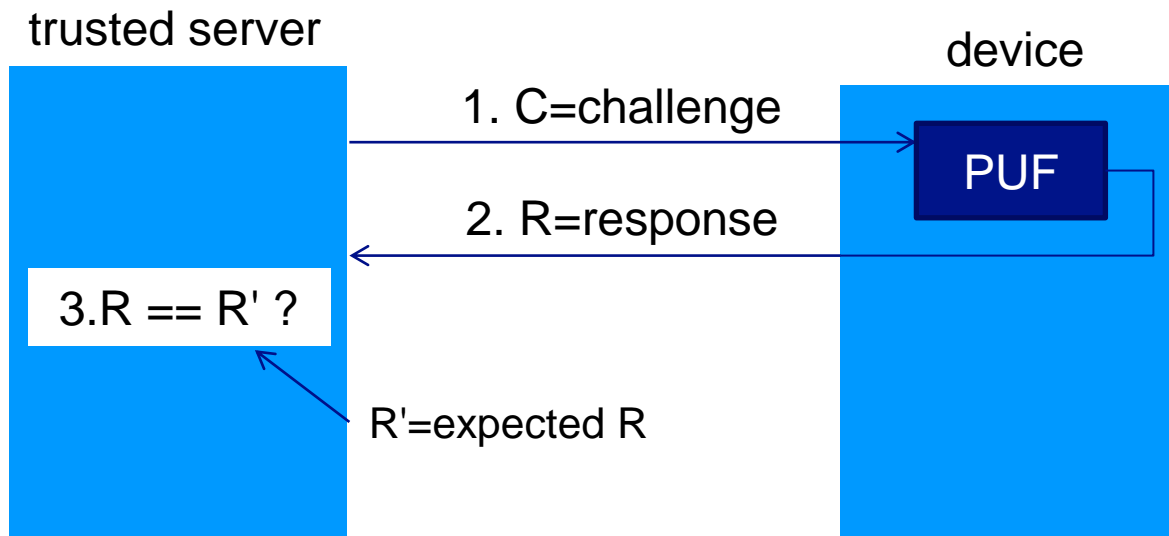 trusted server
device
1. C=challenge
PUF
2. R=response
3.R == R' ?
R'=expected R